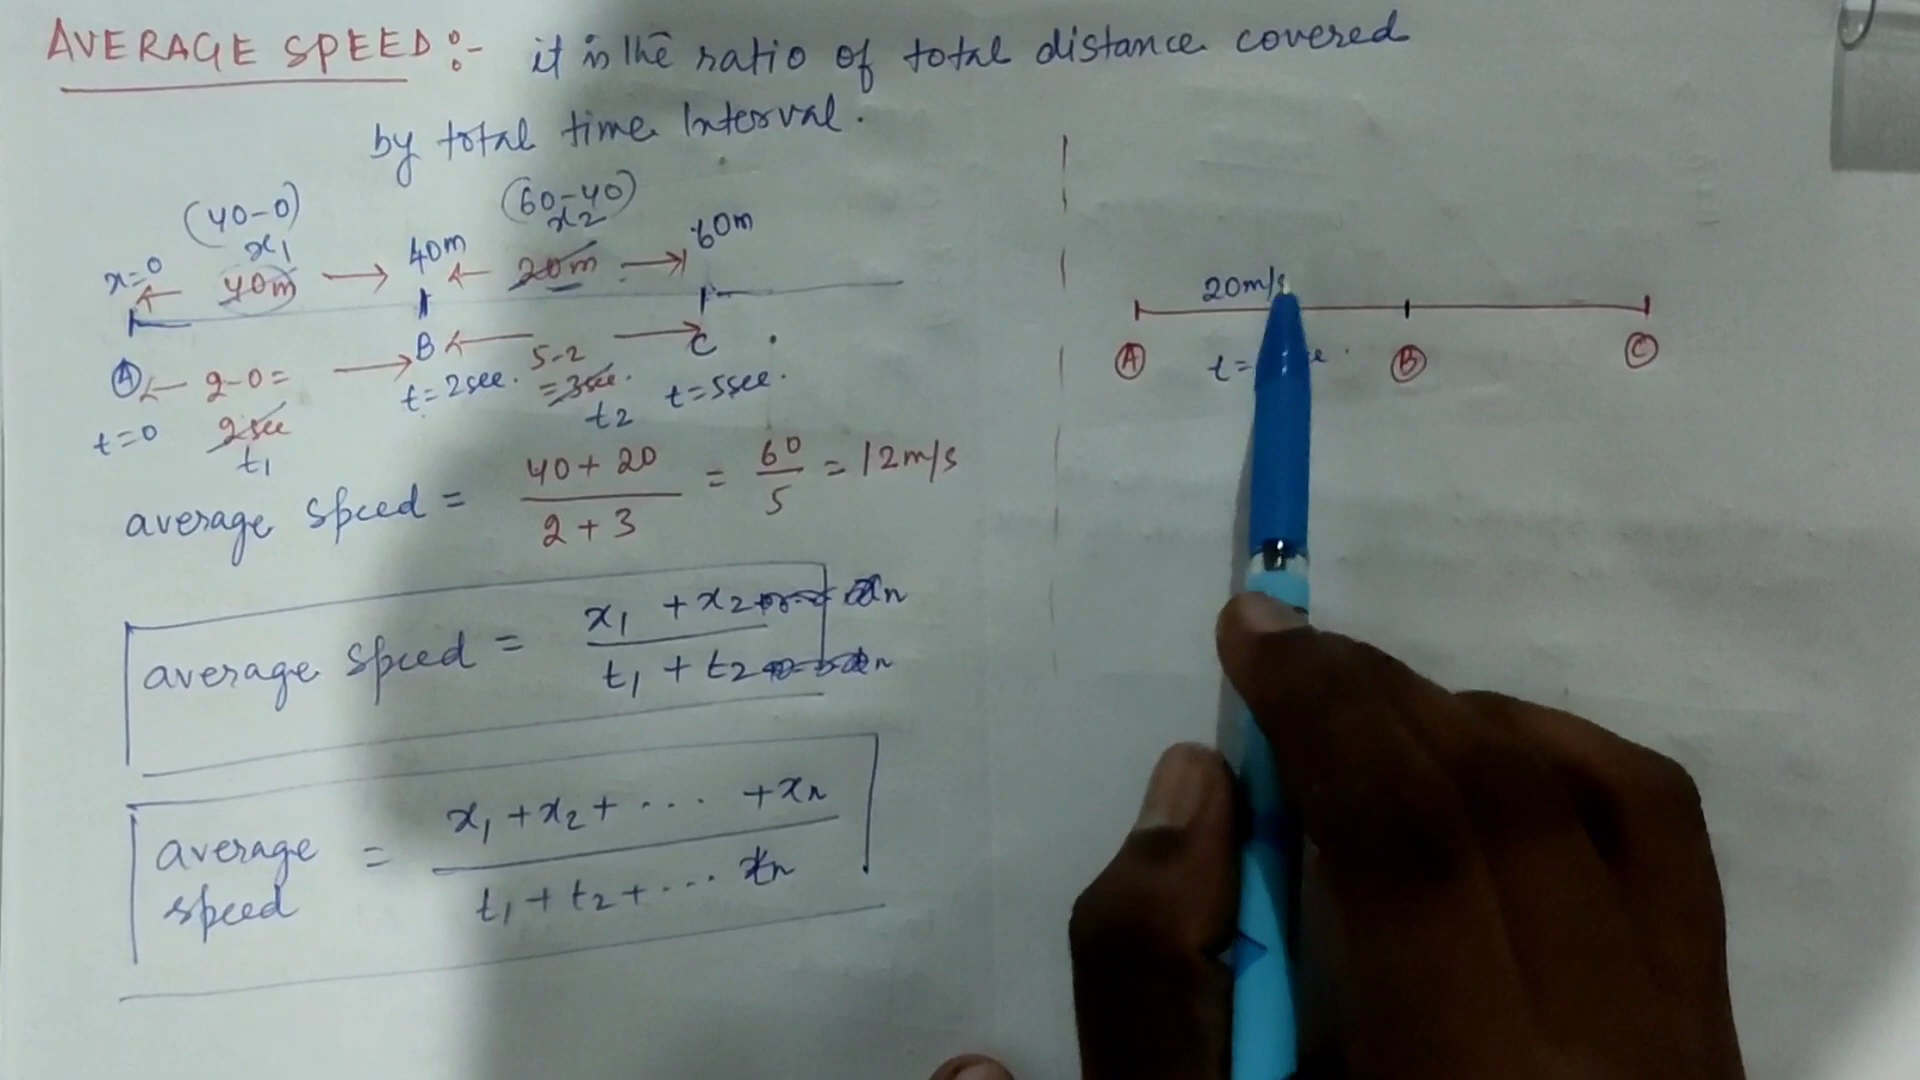 AVERAGE SPEED :- it is the ratio of total distance covered
by total time Interval.
(40-0) (60-40)
x1 x2
x=0 40m 40m 20m 60m
A 2-0= B 5-2 C
t=0 2sec t=2sec. =3sec. t=5sec.
t1 t2
average speed = 40+20 / 2+3 = 60/5 = 12m/s
average speed = x1 + x2 / t1 + t2
average speed = x1+x2+ ... +xn / t1+t2+ ... tn
20m/s
A t= B C